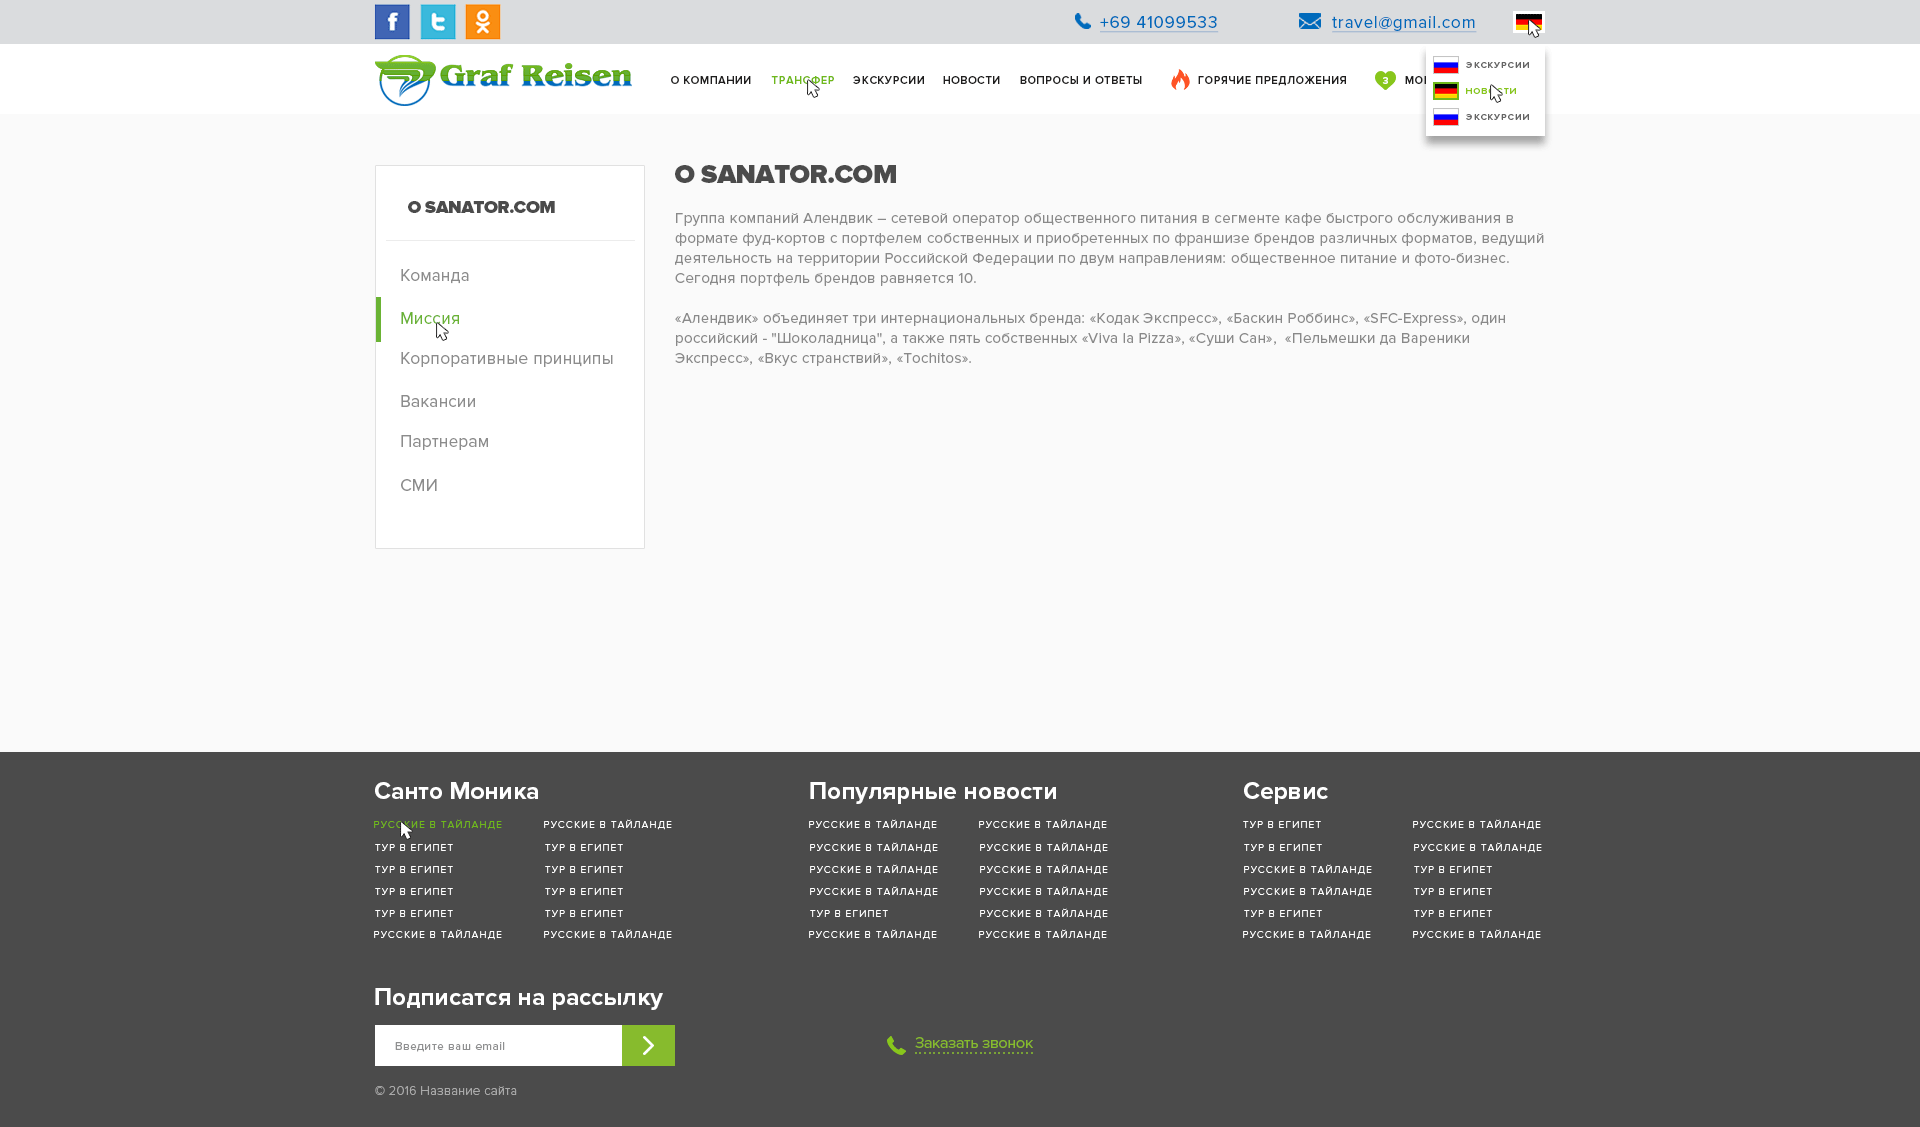 +69 41099533
travel@gmail.com
Graf Reisen
О КОМПАНИИ
ТРАНСФЕР
ЭКСКУРСИИ
НОВОСТИ
ВОПРОСЫ И ОТВЕТЫ
ГОРЯЧИЕ ПРЕДЛОЖЕНИЯ
3
ЭКСКУРСИИ
НОВОСТИ
ЭКСКУРСИИ
О SANATOR.COM
Команда
Миссия
Корпоративные принципы
Вакансии
Партнерам
СМИ
О SANATOR.COM
Группа компаний Алендвик – сетевой оператор общественного питания в сегменте кафе быстрого обслуживания в
формате фуд-кортов с портфелем собственных и приобретенных по франшизе брендов различных форматов, ведущий
деятельность на территории Российской Федерации по двум направлениям: общественное питание и фото-бизнес.
Сегодня портфель брендов равняется 10.
«Алендвик» объединяет три интернациональных бренда: «Кодак Экспресс», «Баскин Роббинс», «SFC-Express», один
российский - "Шоколадница", а также пять собственных «Viva la Pizza», «Суши Сан», «Пельмешки да Вареники
Экспресс», «Вкус странствий», «Tochitos».
Санто Моника
РУССКИЕ В ТАЙЛАНДЕ РУССКИЕ В ТАЙЛАНДЕ
ТУР В ЕГИПЕТ ТУР В ЕГИПЕТ
ТУР В ЕГИПЕТ ТУР В ЕГИПЕТ
ТУР В ЕГИПЕТ ТУР В ЕГИПЕТ
ТУР В ЕГИПЕТ ТУР В ЕГИПЕТ
РУССКИЕ В ТАЙЛАНДЕ РУССКИЕ В ТАЙЛАНДЕ
Популярные новости
РУССКИЕ В ТАЙЛАНДЕ РУССКИЕ В ТАЙЛАНДЕ
РУССКИЕ В ТАЙЛАНДЕ РУССКИЕ В ТАЙЛАНДЕ
РУССКИЕ В ТАЙЛАНДЕ РУССКИЕ В ТАЙЛАНДЕ
РУССКИЕ В ТАЙЛАНДЕ РУССКИЕ В ТАЙЛАНДЕ
ТУР В ЕГИПЕТ РУССКИЕ В ТАЙЛАНДЕ
РУССКИЕ В ТАЙЛАНДЕ РУССКИЕ В ТАЙЛАНДЕ
Сервис
ТУР В ЕГИПЕТ РУССКИЕ В ТАЙЛАНДЕ
ТУР В ЕГИПЕТ РУССКИЕ В ТАЙЛАНДЕ
РУССКИЕ В ТАЙЛАНДЕ ТУР В ЕГИПЕТ
РУССКИЕ В ТАЙЛАНДЕ ТУР В ЕГИПЕТ
ТУР В ЕГИПЕТ ТУР В ЕГИПЕТ
РУССКИЕ В ТАЙЛАНДЕ РУССКИЕ В ТАЙЛАНДЕ
Подписатся на рассылку
Введите ваш email
Заказать звонок
© 2016 Название сайта